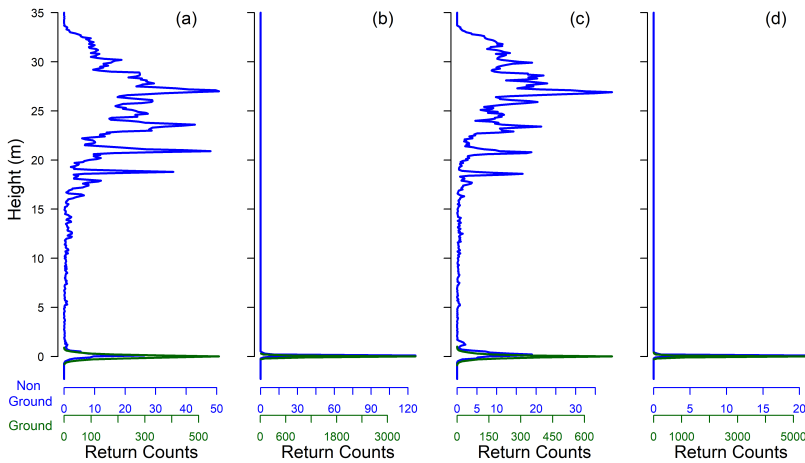 (a) (b) (c) (d)
35
30
25
20
15
10
5
0
Height (m)
Non Ground 0 10 20 30 40 50 0 30 60 90 120 0 5 10 20 30 0 5 10 15 20
Ground 0 100 300 500 0 600 1800 3000 0 150 300 450 600 0 1000 3000 5000
Return Counts Return Counts Return Counts Return Counts